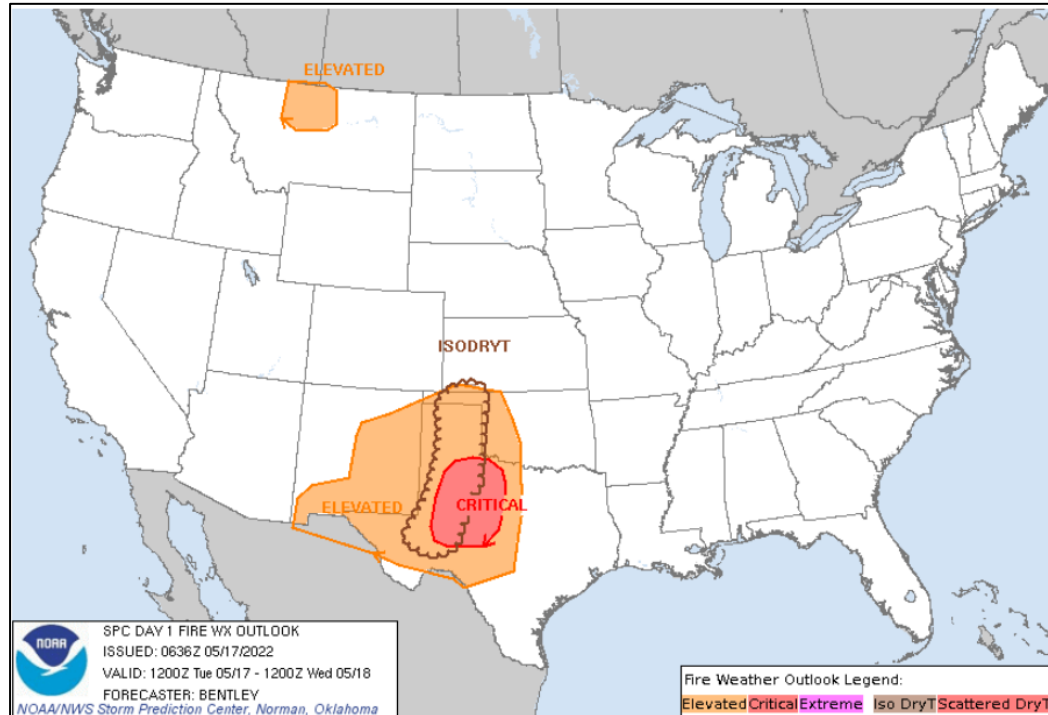 ELEVATED
ISODRYT
ELEVATED
CRITICAL
NOAA
SPC DAY 1 FIRE WX OUTLOOK
ISSUED: 0636Z 05/17/2022
VALID: 1200Z Tue 05/17 - 1200Z Wed 05/18
FORECASTER: BENTLEY
NOAA/NWS Storm Prediction Center, Norman, Oklahoma
Fire Weather Outlook Legend:
Elevated Critical Extreme Iso DryT Scattered DryT